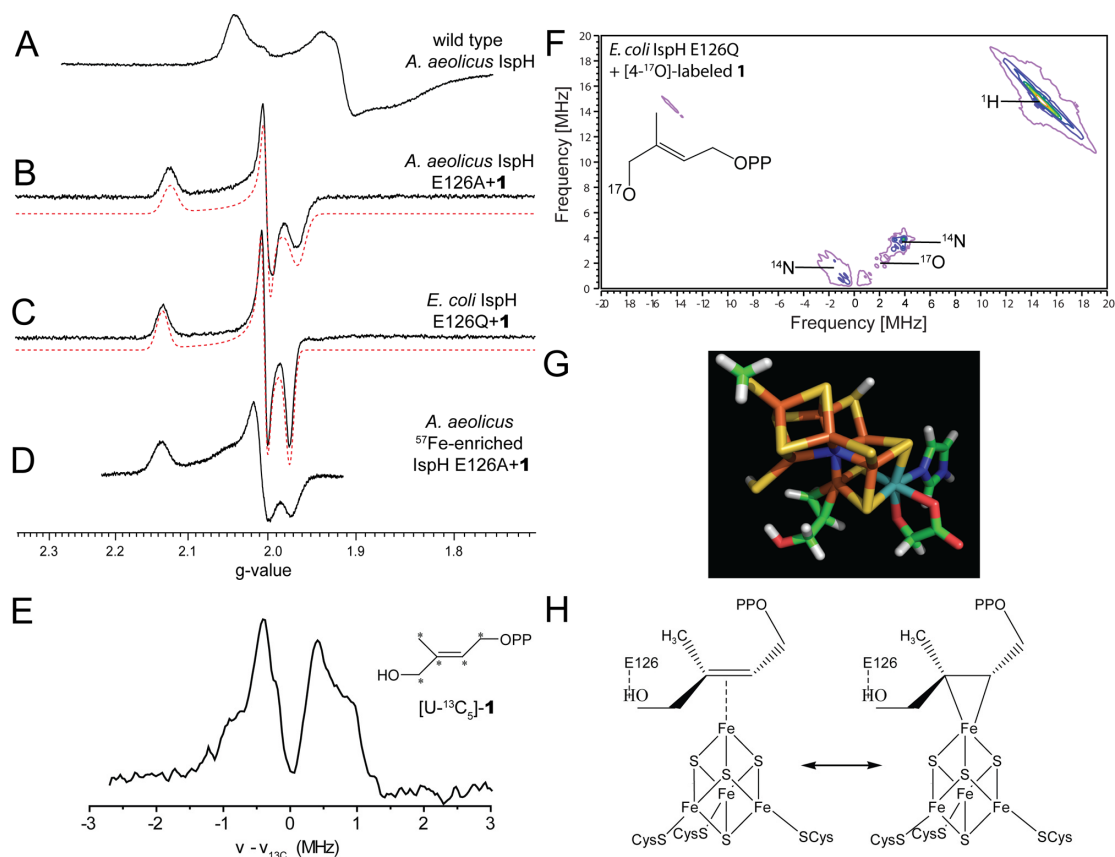 A
wild type
A. aeolicus IspH
B
A. aeolicus IspH
E126A+1
C
E. coli IspH
E126Q+1
D
A. aeolicus
⁵⁷Fe-enriched
IspH E126A+1
2.3 2.2 2.1 2.0 1.9 1.8
g-value
E
OPP
HO
[U-¹³C₅]-1
-3 -2 -1 0 1 2 3
ν - ν₁₃C (MHz)
F
E. coli IspH E126Q
+ [4-¹⁷O]-labeled 1
¹H
OPP
¹⁷O
¹⁴N
¹⁴N
¹⁷O
20
18
16
14
12
10
8
6
4
2
0
Frequency [MHz]
-20 -18 -16 -14 -12 -10 -8 -6 -4 -2 0 2 4 6 8 10 12 14 16 18 20
Frequency [MHz]
G
H
PPO
H₃C
E126
HO
Fe
S S S
Fe Fe Fe
CysS CysS S SCys
PPO
H₃C
E126
HO
Fe
S S S
Fe Fe Fe
CysS CysS S SCys